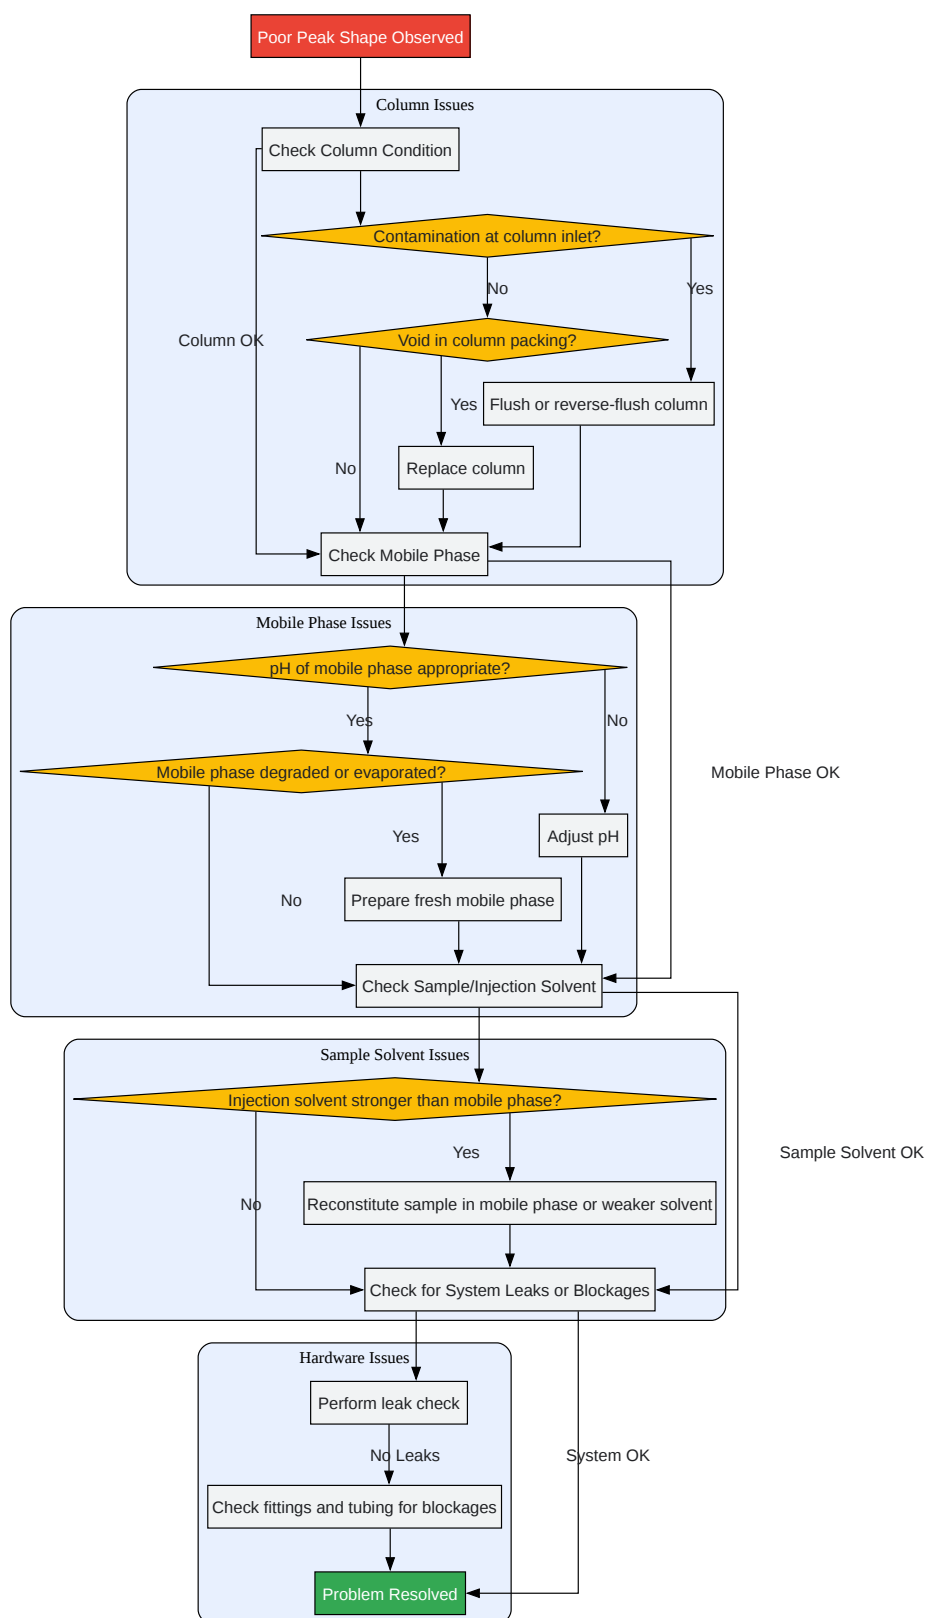 Poor Peak Shape Observed
Column Issues
Check Column Condition
Contamination at column inlet?
No
Yes
Column OK
Void in column packing?
Yes
Flush or reverse-flush column
No
Replace column
Check Mobile Phase
Mobile Phase Issues
pH of mobile phase appropriate?
Yes
No
Mobile phase degraded or evaporated?
Mobile Phase OK
Yes
Adjust pH
No
Prepare fresh mobile phase
Check Sample/Injection Solvent
Sample Solvent Issues
Injection solvent stronger than mobile phase?
Yes
Sample Solvent OK
No
Reconstitute sample in mobile phase or weaker solvent
Check for System Leaks or Blockages
Hardware Issues
Perform leak check
No Leaks
System OK
Check fittings and tubing for blockages
Problem Resolved